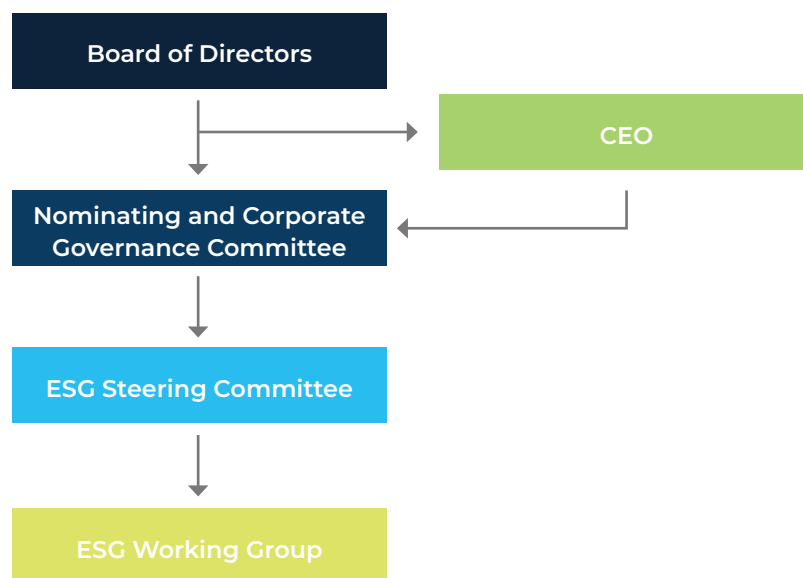 Board of Directors
CEO
Nominating and Corporate
Governance Committee
ESG Steering Committee
ESG Working Group